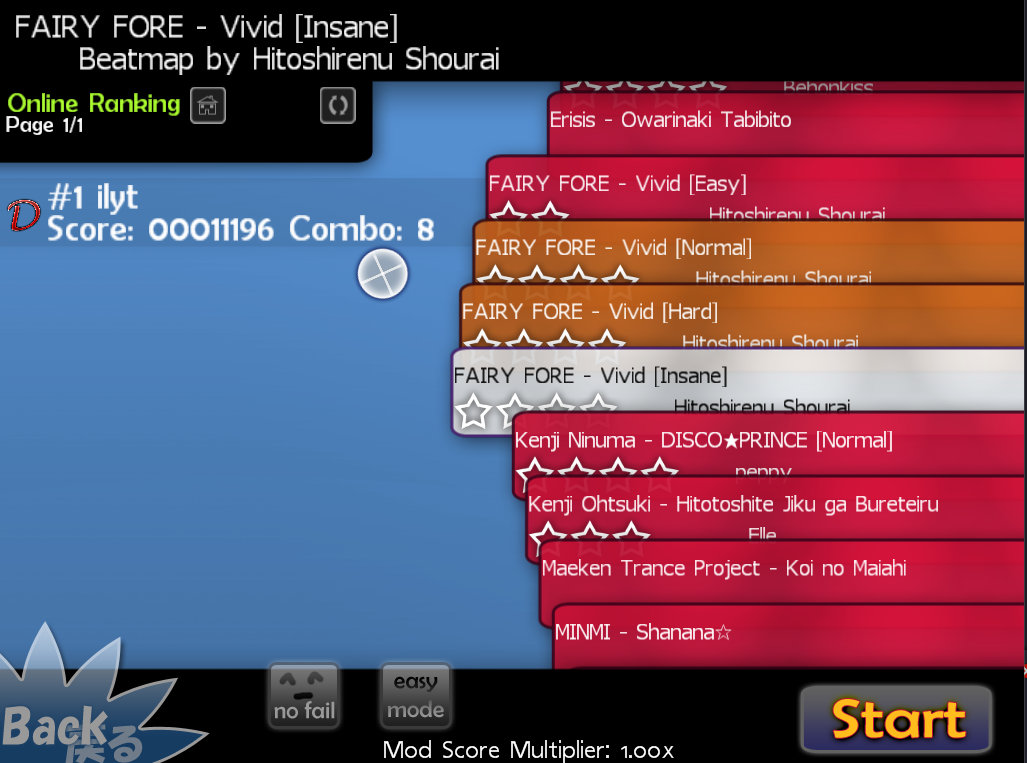 FAIRY FORE - Vivid [Insane]
Beatmap by Hitoshirenu Shourai
Online Ranking
Page 1/1
D
#1 ilyt
Score: 00011196 Combo: 8
Behonkiss
Erisis - Owarinaki Tabibito
FAIRY FORE - Vivid [Easy]
Hitoshirenu Shourai
FAIRY FORE - Vivid [Normal]
Hitoshirenu Shourai
FAIRY FORE - Vivid [Hard]
Hitoshirenu Shourai
FAIRY FORE - Vivid [Insane]
Hitoshirenu Shourai
Kenji Ninuma - DISCO★PRINCE [Normal]
peppy
Kenji Ohtsuki - Hitotoshite Jiku ga Bureteiru
Elle
Maeken Trance Project - Koi no Maiahi
MINMI - Shanana☆
Back
戻る
no fail
easy
mode
Mod Score Multiplier: 1.00x
Start